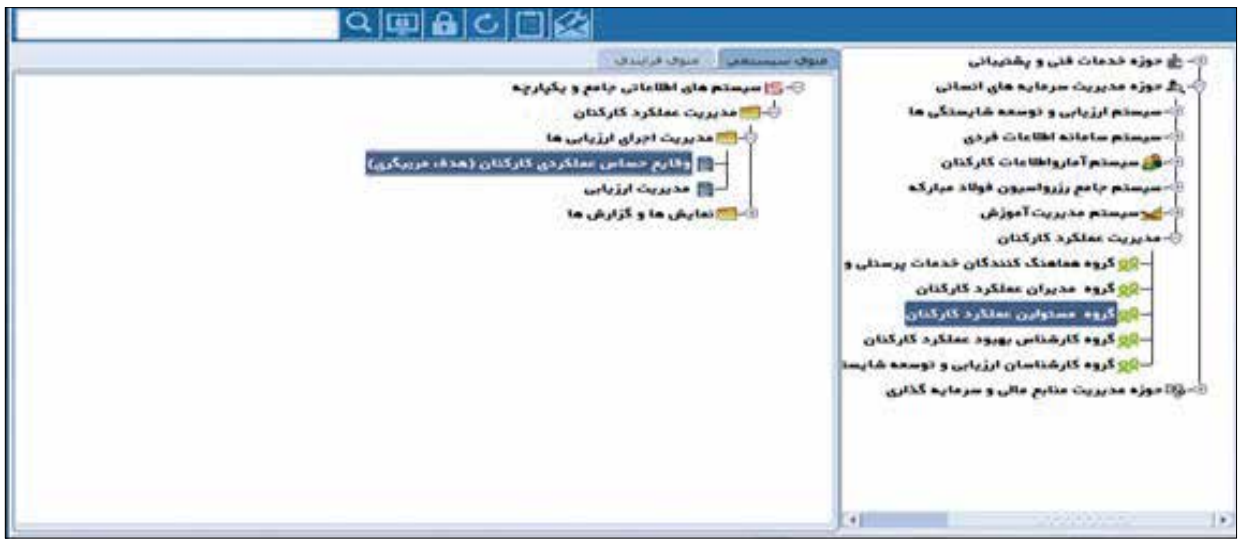 حوزه خدمات فنی و پشتیبانی
حوزه مدیریت سرمایه های انسانی
سیستم ارزیابی و توسعه شایستگی ها
سیستم سامانه اطلاعات فردی
سیستم آمارواطلاعات کارکنان
سیستم جامع رزرواسیون فولاد مبارکه
سیستم مدیریت آموزش
مدیریت عملکرد کارکنان
گروه هماهنگ کنندگان خدمات پرسنلی و
گروه مدیران عملکرد کارکنان
گروه مسئولین عملکرد کارکنان
گروه کارشناس بهبود عملکرد کارکنان
گروه کارشناسان ارزیابی و توسعه شایست
حوزه مدیریت منابع مالی و سرمایه گذاری
منوی سیستمی
منوی فرایندی
سیستم های اطلاعاتی جامع و یکپارچه
مدیریت عملکرد کارکنان
مدیریت اجرای ارزیابی ها
وقایع حساس عملکردی کارکنان (هدف مربیگری)
مدیریت ارزیابی
نمایش ها و گزارش ها